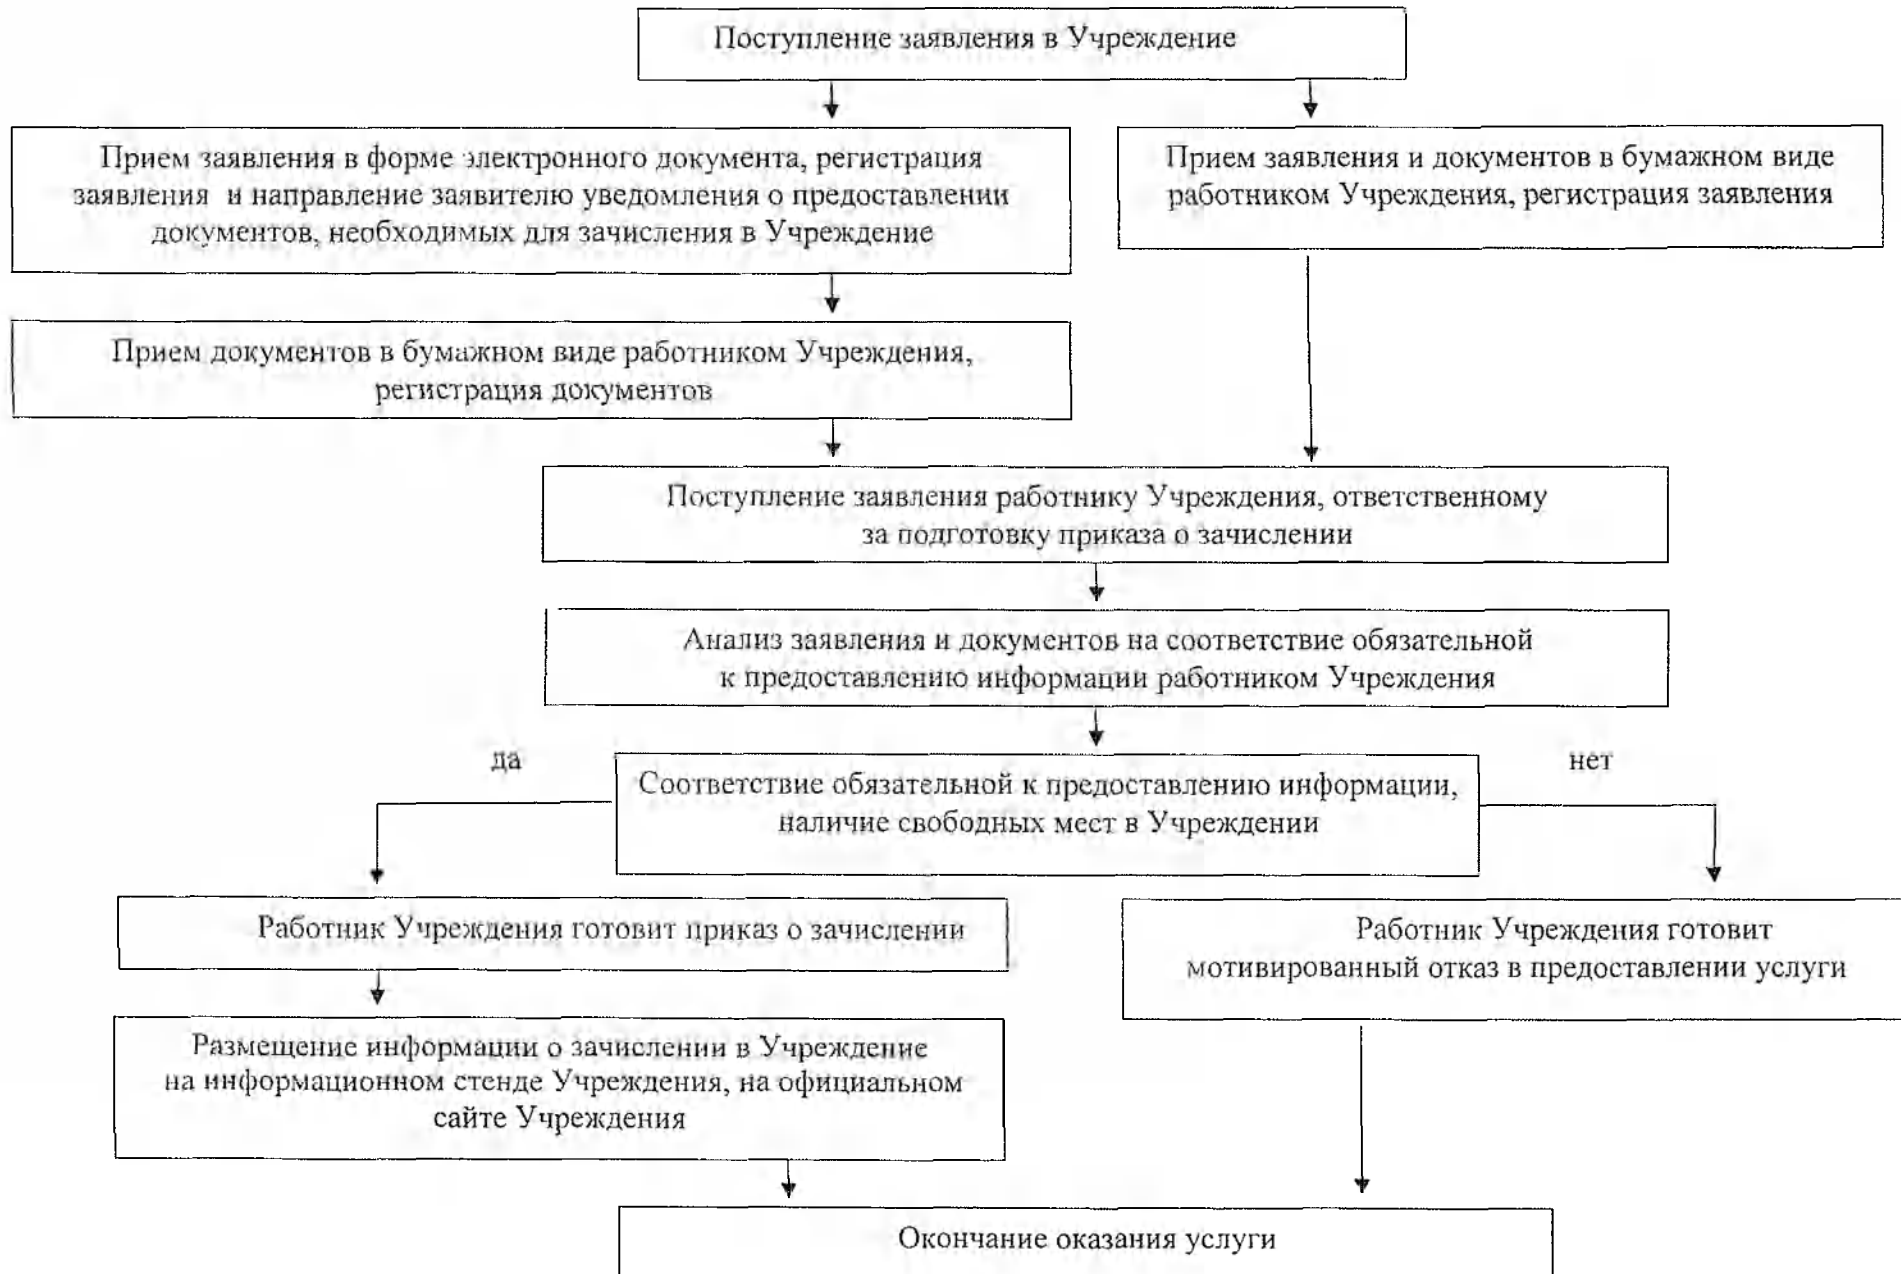 Поступление заявления в Учреждение
Прием заявления в форме электронного документа, регистрация
заявления и направление заявителю уведомления о предоставлении
документов, необходимых для зачисления в Учреждение
Прием заявления и документов в бумажном виде
работником Учреждения, регистрация заявления
Прием документов в бумажном виде работником Учреждения,
регистрация документов
Поступление заявления работнику Учреждения, ответственному
за подготовку приказа о зачислении
Анализ заявления и документов на соответствие обязательной
к предоставлению информации работником Учреждения
да
нет
Соответствие обязательной к предоставлению информации,
наличие свободных мест в Учреждении
Работник Учреждения готовит приказ о зачислении
Работник Учреждения готовит
мотивированный отказ в предоставлении услуги
Размещение информации о зачислении в Учреждение
на информационном стенде Учреждения, на официальном
сайте Учреждения
Окончание оказания услуги